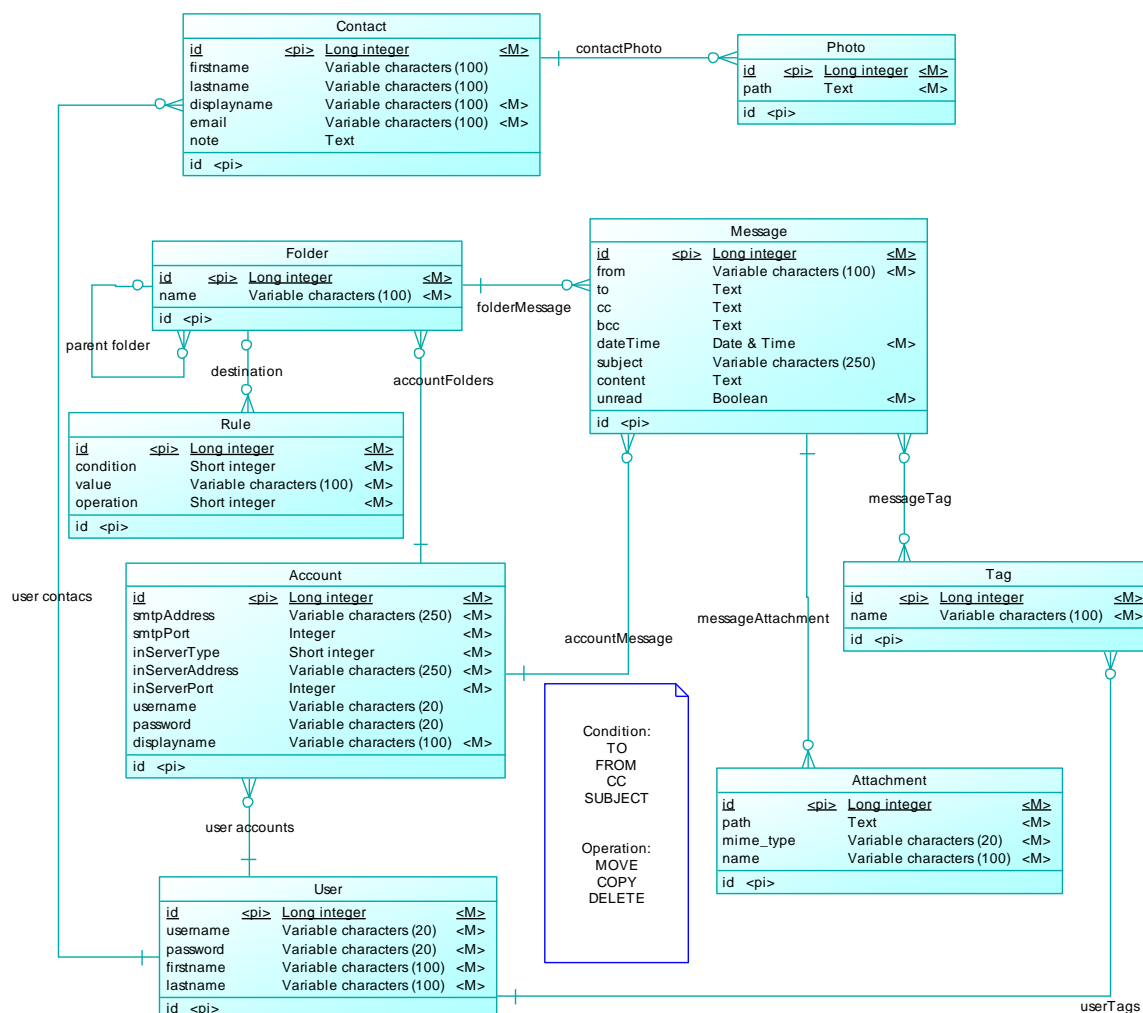 Contact
id <pi> Long integer <M>
firstname Variable characters (100)
lastname Variable characters (100)
displayname Variable characters (100) <M>
email Variable characters (100) <M>
note Text
id <pi>
contactPhoto
Photo
id <pi> Long integer <M>
path Text <M>
id <pi>
Folder
id <pi> Long integer <M>
name Variable characters (100) <M>
id <pi>
parent folder
destination
accountFolders
folderMessage
Message
id <pi> Long integer <M>
from Variable characters (100) <M>
to Text
cc Text
bcc Text
dateTime Date & Time <M>
subject Variable characters (250)
content Text
unread Boolean <M>
id <pi>
Rule
id <pi> Long integer <M>
condition Short integer <M>
value Variable characters (100) <M>
operation Short integer <M>
id <pi>
messageTag
Tag
id <pi> Long integer <M>
name Variable characters (100) <M>
id <pi>
user contacs
Account
id <pi> Long integer <M>
smtpAddress Variable characters (250) <M>
smtpPort Integer <M>
inServerType Short integer <M>
inServerAddress Variable characters (250) <M>
inServerPort Integer <M>
username Variable characters (20)
password Variable characters (20)
displayname Variable characters (100) <M>
id <pi>
accountMessage
messageAttachment
Condition:
TO
FROM
CC
SUBJECT
Operation:
MOVE
COPY
DELETE
Attachment
id <pi> Long integer <M>
path Text <M>
mime_type Variable characters (20) <M>
name Variable characters (100) <M>
id <pi>
user accounts
User
id <pi> Long integer <M>
username Variable characters (20) <M>
password Variable characters (20) <M>
firstname Variable characters (100) <M>
lastname Variable characters (100) <M>
id <pi>
userTags